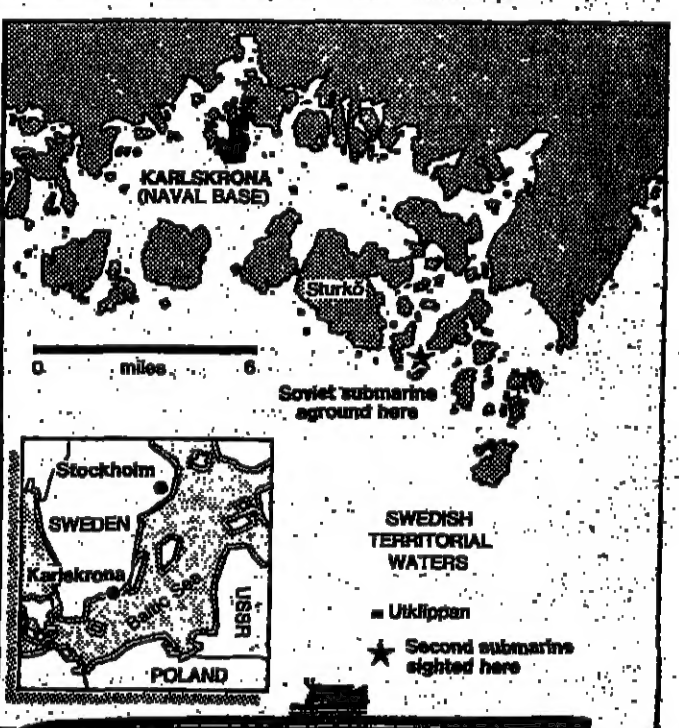 KARLSKRONA
(NAVAL BASE)
Sturkö
0 miles 6
Soviet submarine
aground here
Stockholm
SWEDEN
Karlskrona
Baltic Sea
USSR
POLAND
SWEDISH
TERRITORIAL
WATERS
Utklippan
Second submarine
sighted here